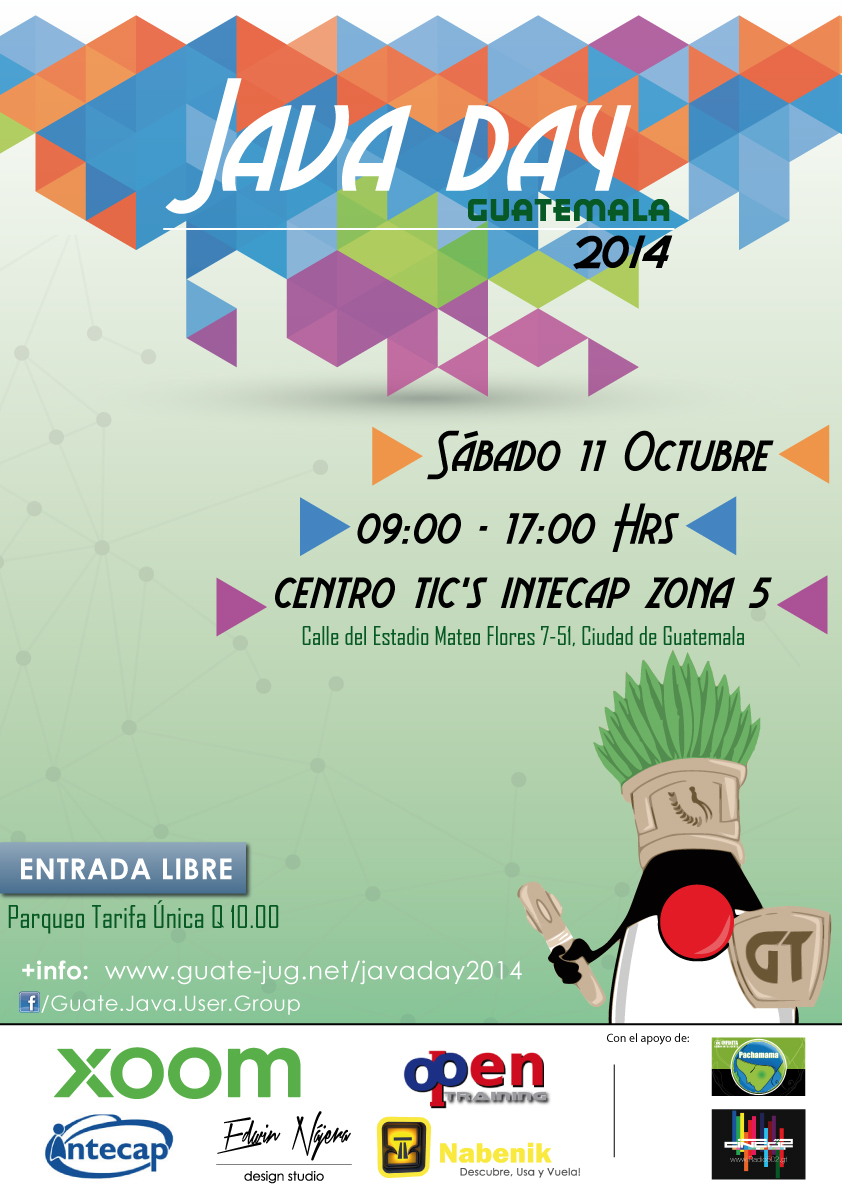 JAVA DAY
GUATEMALA
2014
SÁBADO 11 OCTUBRE
09:00 - 17:00 HRS
CENTRO TIC'S INTECAP ZONA 5
Calle del Estadio Mateo Flores 7-51, Ciudad de Guatemala
GT
ENTRADA LIBRE
Parqueo Tarifa Única Q 10.00
+info: www.guate-jug.net/javaday2014
f/Guate.Java.User.Group
Con el apoyo de:
xoom
open
TRAINING
Pachamama
intecap
Edwin Nájera
design studio
Nabenik
Descubre, Usa y Vuela!
www.Radio502.gt